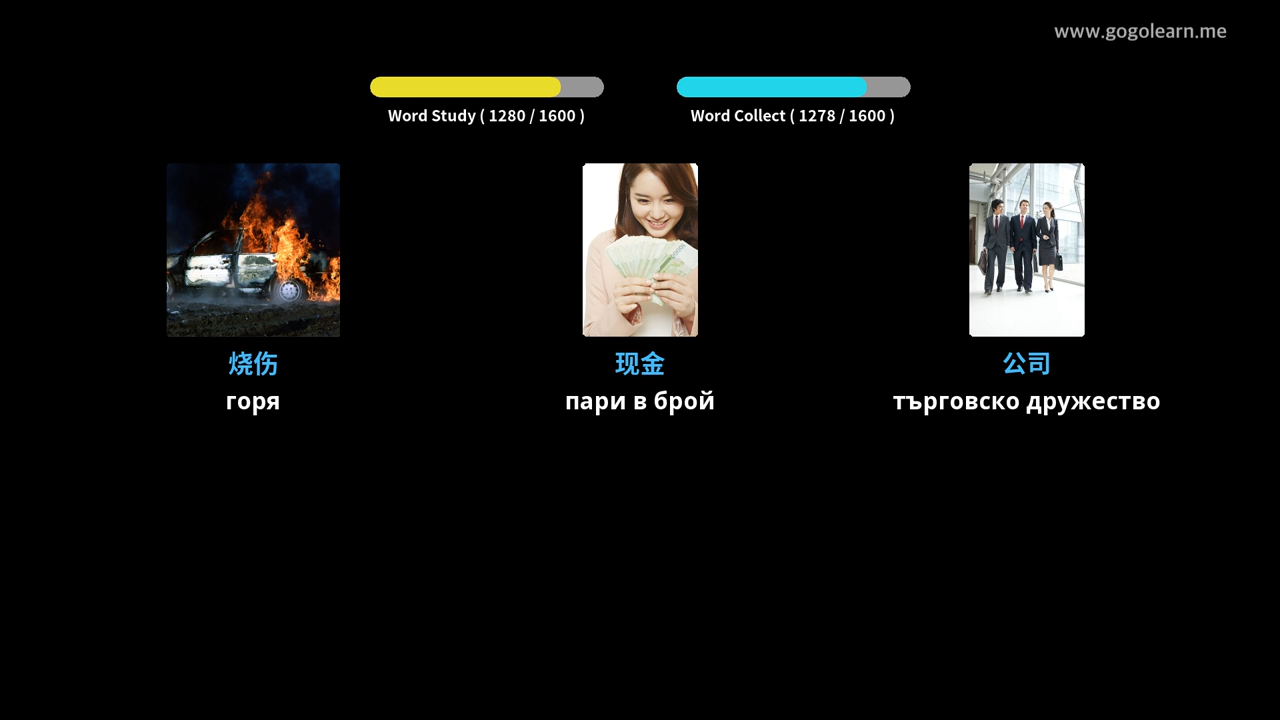 www.gogolearn.me
Word Study ( 1280 / 1600 )
Word Collect ( 1278 / 1600 )
烧伤
现金
公司
горя
пари в брой
търговско дружество